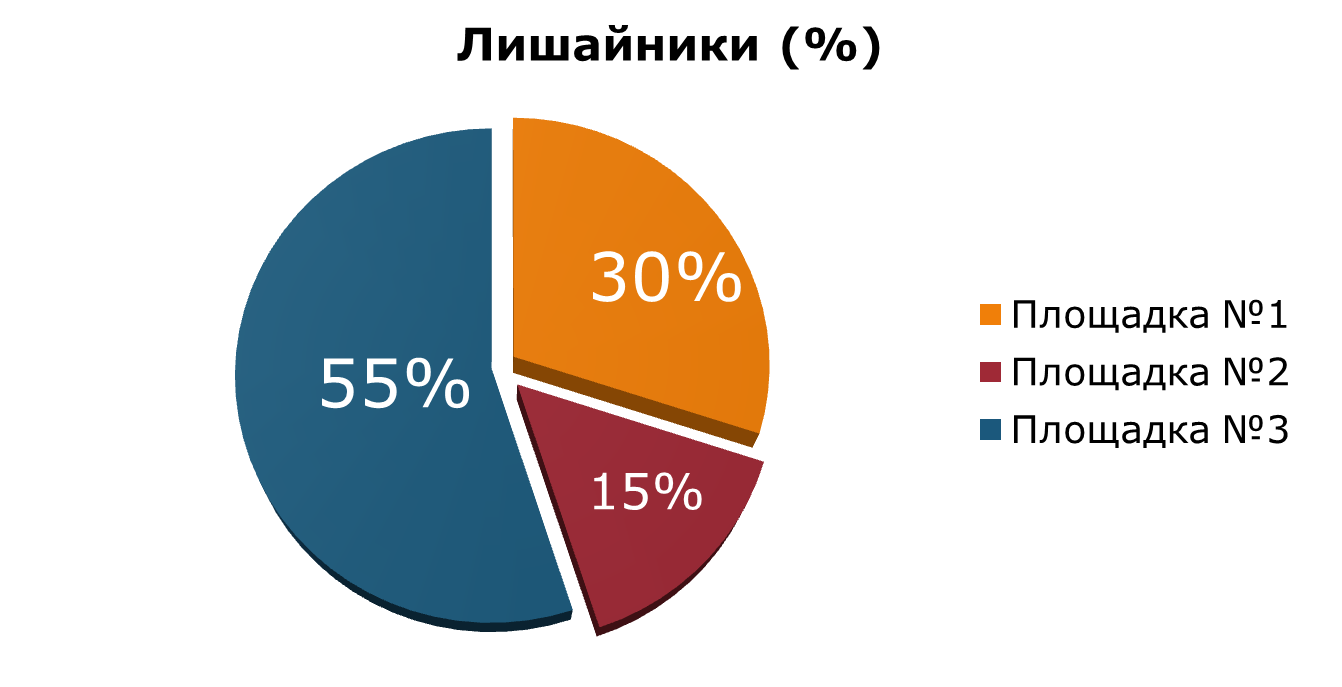 Лишайники (%)
30%
55%
15%
Площадка №1
Площадка №2
Площадка №3